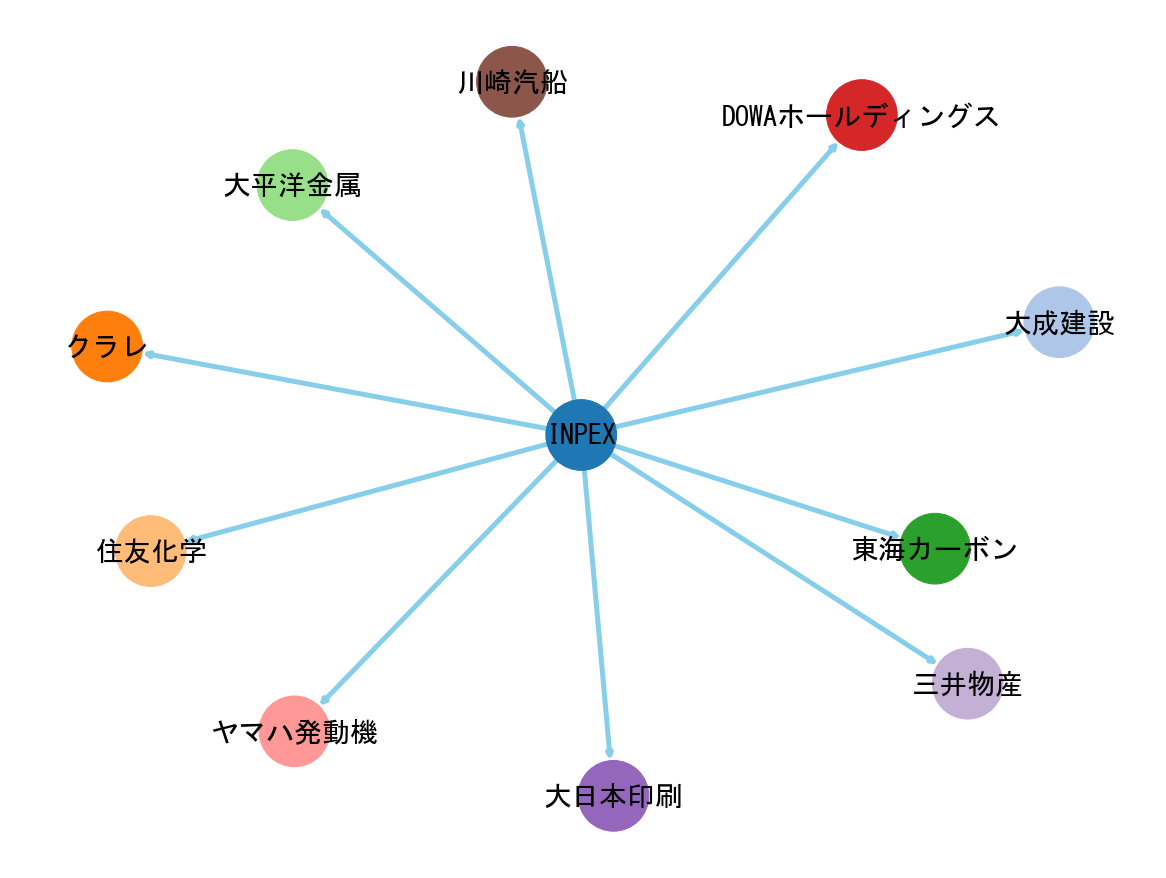 川崎汽船
DOWAホールディングス
大平洋金属
大成建設
クラレ
INPEX
東海カーボン
住友化学
三井物産
ヤマハ発動機
大日本印刷